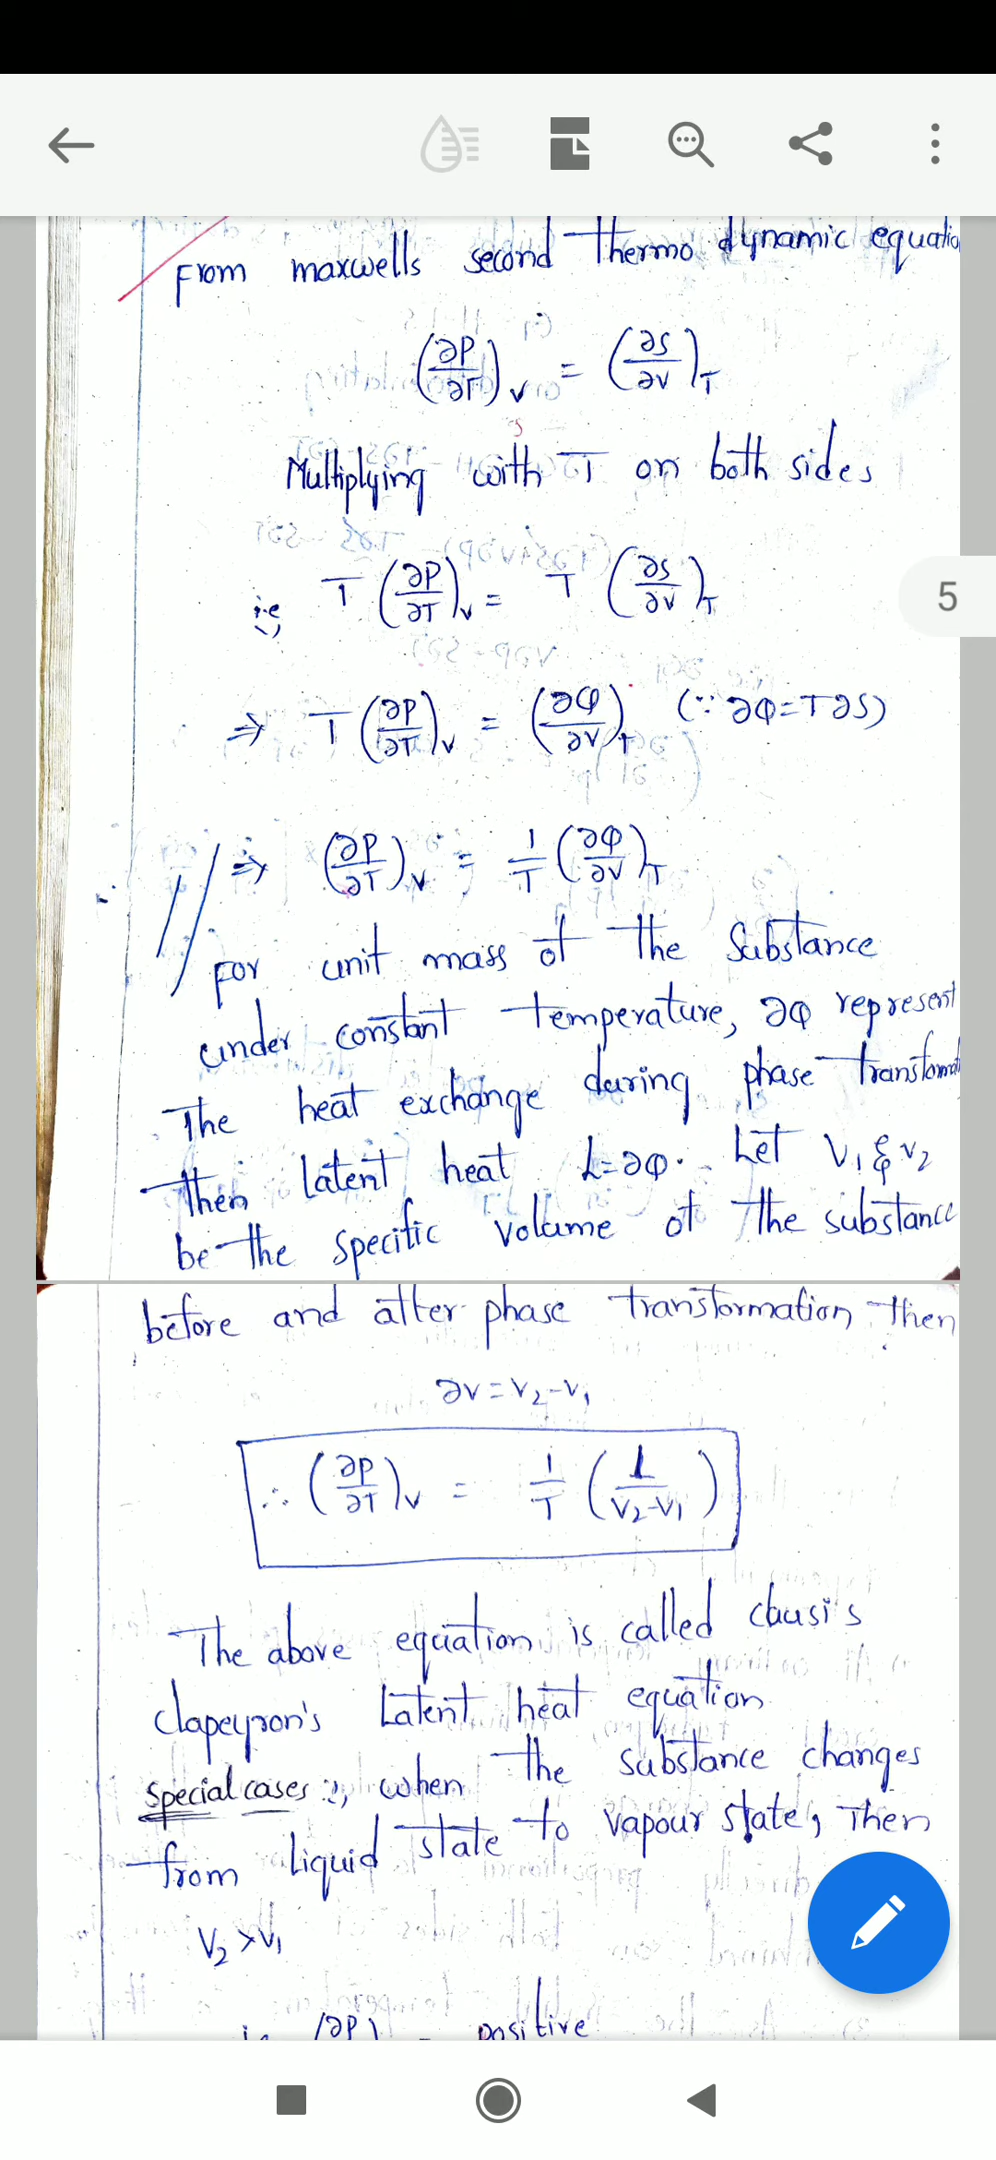 5
From maxwells second Thermo dynamic equatio
(∂P/∂T)V = (∂S/∂V)T
Multiplying with T on both sides
i.e, T (∂P/∂T)V = T (∂S/∂V)T
⇒ T (∂P/∂T)V = (∂Q/∂V)T (∵ ∂Q=T∂S)
⇒ (∂P/∂T)V = 1/T (∂Q/∂V)T
For unit mass of the Substance
under constant temperature, ∂Q represent
The heat exchange during phase transformat
Then latent heat L=∂Q. Let V₁ & V₂
be the specific volume of the substance
before and after phase transformation Then
∂V=V₂-V₁
∴ (∂P/∂T)V = 1/T (L/V₂-V₁)
The above equation is called clausi's
clapeyron's Latent heat equation
Special cases:, when the substance changes
from liquid state to vapour state, Then
V₂>V₁
positive